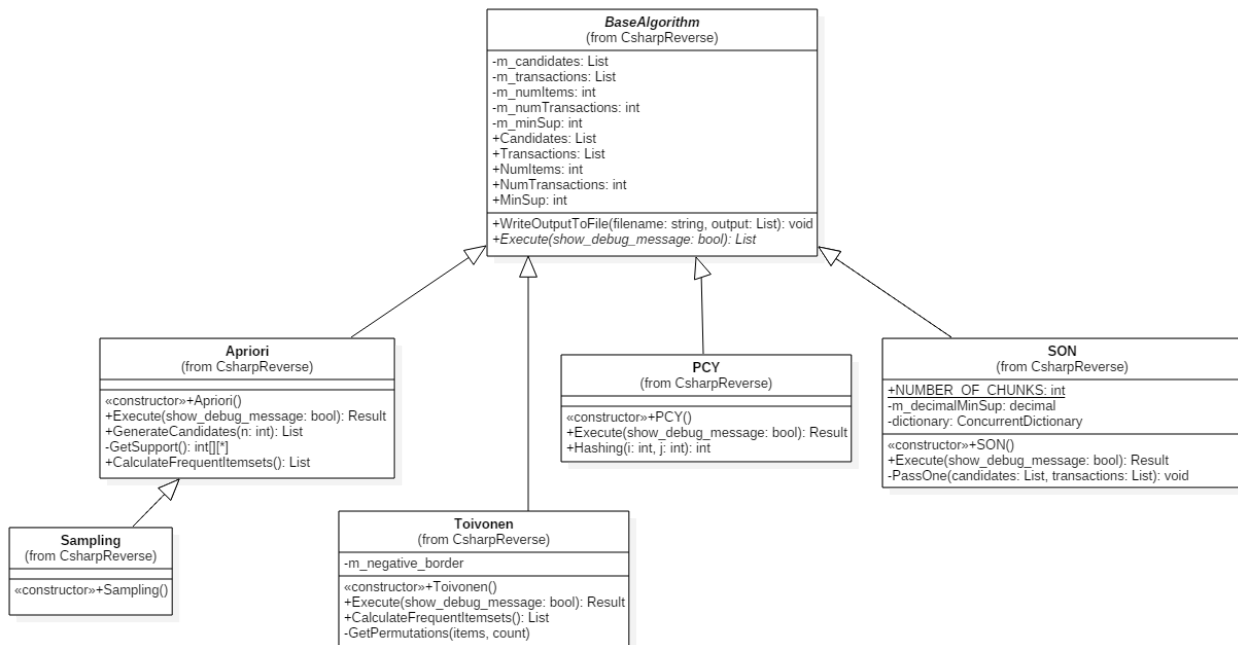 BaseAlgorithm
(from CsharpReverse)
-m_candidates: List
-m_transactions: List
-m_numItems: int
-m_numTransactions: int
-m_minSup: int
+Candidates: List
+Transactions: List
+NumItems: int
+NumTransactions: int
+MinSup: int
+WriteOutputToFile(filename: string, output: List): void
+Execute(show_debug_message: bool): List
Apriori
(from CsharpReverse)
«constructor»+Apriori()
+Execute(show_debug_message: bool): Result
+GenerateCandidates(n: int): List
-GetSupport(): int[][*]
+CalculateFrequentItemsets(): List
PCY
(from CsharpReverse)
«constructor»+PCY()
+Execute(show_debug_message: bool): Result
+Hashing(i: int, j: int): int
SON
(from CsharpReverse)
+NUMBER_OF_CHUNKS: int
-m_decimalMinSup: decimal
-dictionary: ConcurrentDictionary
«constructor»+SON()
+Execute(show_debug_message: bool): Result
-PassOne(candidates: List, transactions: List): void
Sampling
(from CsharpReverse)
«constructor»+Sampling()
Toivonen
(from CsharpReverse)
-m_negative_border
«constructor»+Toivonen()
+Execute(show_debug_message: bool): Result
+CalculateFrequentItemsets(): List
-GetPermutations(items, count)